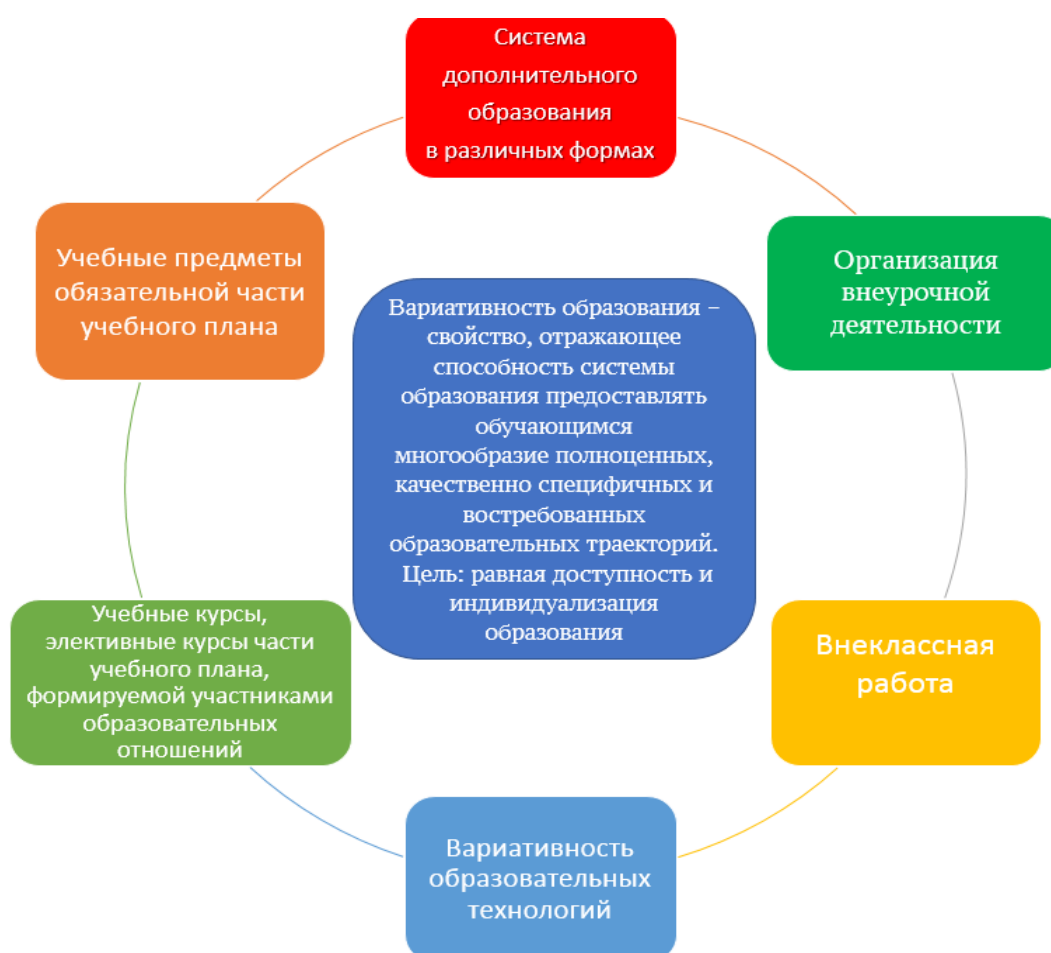 Система
дополнительного
образования
в различных формах
Учебные предметы
обязательной части
учебного плана
Организация
внеурочной
деятельности
Вариативность образования –
свойство, отражающее
способность системы
образования предоставлять
обучающимся
многообразие полноценных,
качественно специфичных и
востребованных
образовательных траекторий.
Цель: равная доступность и
индивидуализация
образования
Учебные курсы,
элективные курсы части
учебного плана,
формируемой участниками
образовательных
отношений
Внеклассная
работа
Вариативность
образовательных
технологий